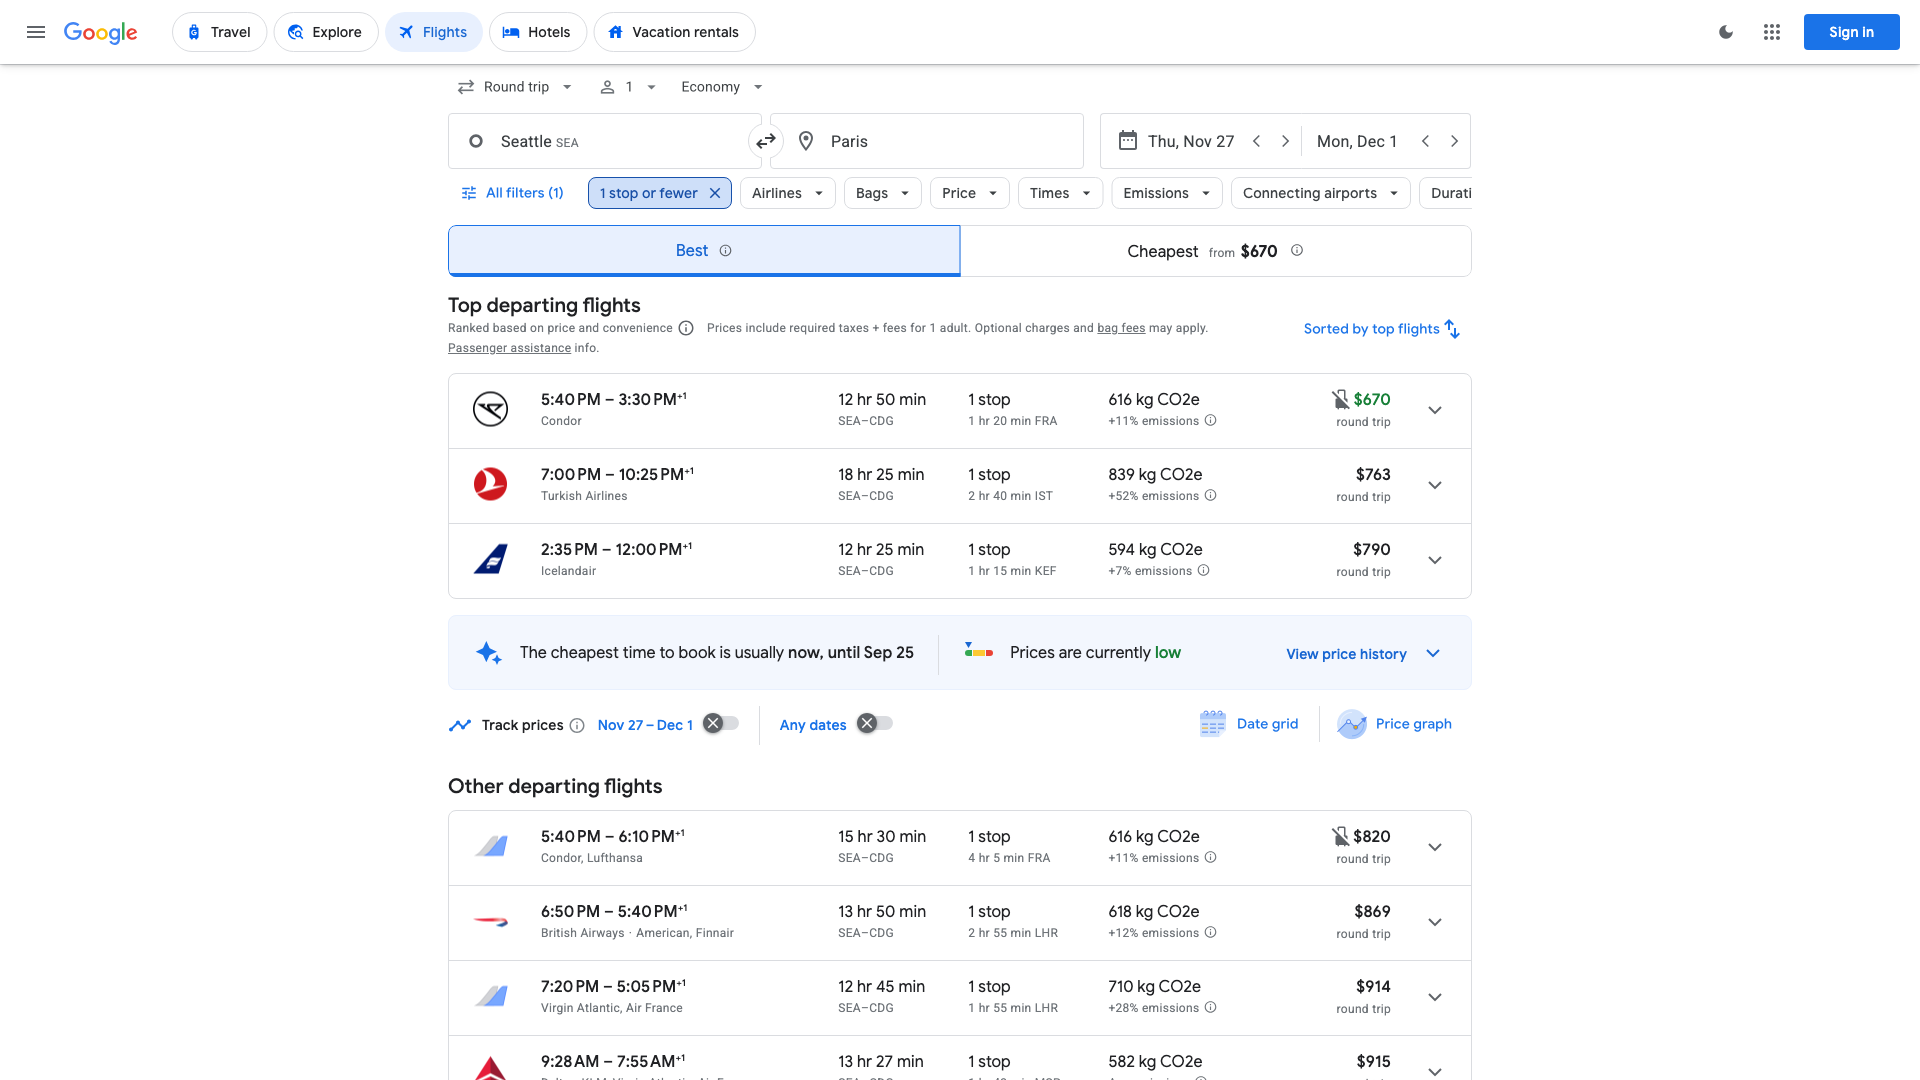 Google
Travel
Explore
Flights
Hotels
Vacation rentals
Sign in
Round trip
1
Economy
Seattle SEA
Paris
Thu, Nov 27
Mon, Dec 1
All filters (1)
1 stop or fewer
Airlines
Bags
Price
Times
Emissions
Connecting airports
Durati
Best
Cheapest from $670
Top departing flights
Ranked based on price and convenience Prices include required taxes + fees for 1 adult. Optional charges and bag fees may apply.
Passenger assistance info.
Sorted by top flights
5:40 PM – 3:30 PM+1 12 hr 50 min 1 stop 616 kg CO2e $670
Condor SEA–CDG 1 hr 20 min FRA +11% emissions round trip
7:00 PM – 10:25 PM+1 18 hr 25 min 1 stop 839 kg CO2e $763
Turkish Airlines SEA–CDG 2 hr 40 min IST +52% emissions round trip
2:35 PM – 12:00 PM+1 12 hr 25 min 1 stop 594 kg CO2e $790
Icelandair SEA–CDG 1 hr 15 min KEF +7% emissions round trip
The cheapest time to book is usually now, until Sep 25
Prices are currently low
View price history
Track prices
Nov 27 – Dec 1
Any dates
Date grid
Price graph
Other departing flights
5:40 PM – 6:10 PM+1 15 hr 30 min 1 stop 616 kg CO2e $820
Condor, Lufthansa SEA–CDG 4 hr 5 min FRA +11% emissions round trip
6:50 PM – 5:40 PM+1 13 hr 50 min 1 stop 618 kg CO2e $869
British Airways · American, Finnair SEA–CDG 2 hr 55 min LHR +12% emissions round trip
7:20 PM – 5:05 PM+1 12 hr 45 min 1 stop 710 kg CO2e $914
Virgin Atlantic, Air France SEA–CDG 1 hr 55 min LHR +28% emissions round trip
9:28 AM – 7:55 AM+1 13 hr 27 min 1 stop 582 kg CO2e $915